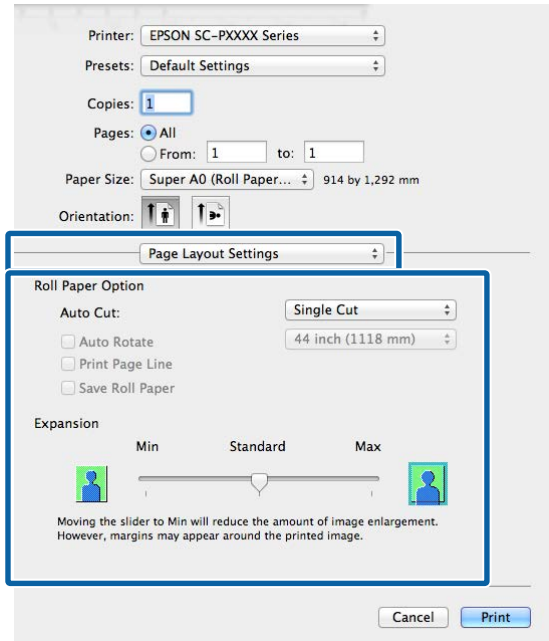 Printer: EPSON SC-PXXXX Series
Presets: Default Settings
Copies: 1
Pages: All
From: 1 to: 1
Paper Size: Super A0 (Roll Paper... 914 by 1,292 mm
Orientation:
Page Layout Settings
Roll Paper Option
Auto Cut: Single Cut
Auto Rotate 44 inch (1118 mm)
Print Page Line
Save Roll Paper
Expansion
Min Standard Max
Moving the slider to Min will reduce the amount of image enlargement.
However, margins may appear around the printed image.
Cancel Print